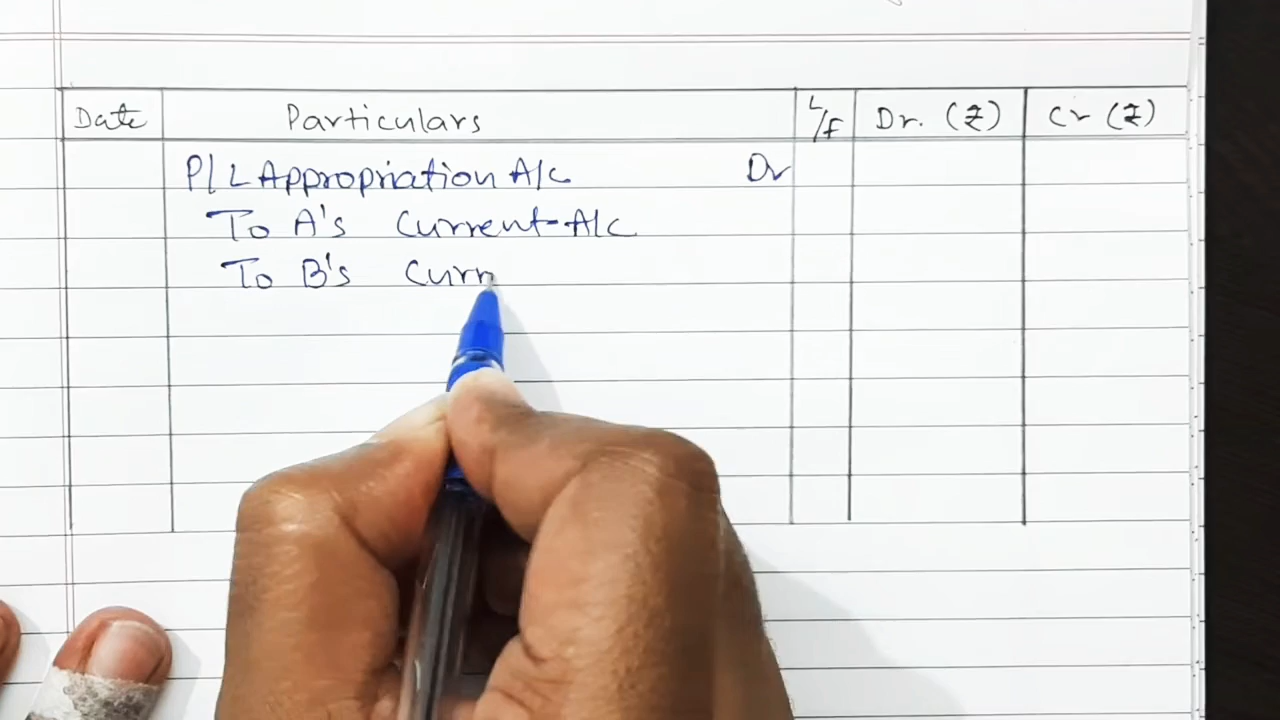 Date Particulars L/F Dr. (₹) Cr (₹)
P/L Appropriation A/c Dr
To A's Current A/c
To B's Curr